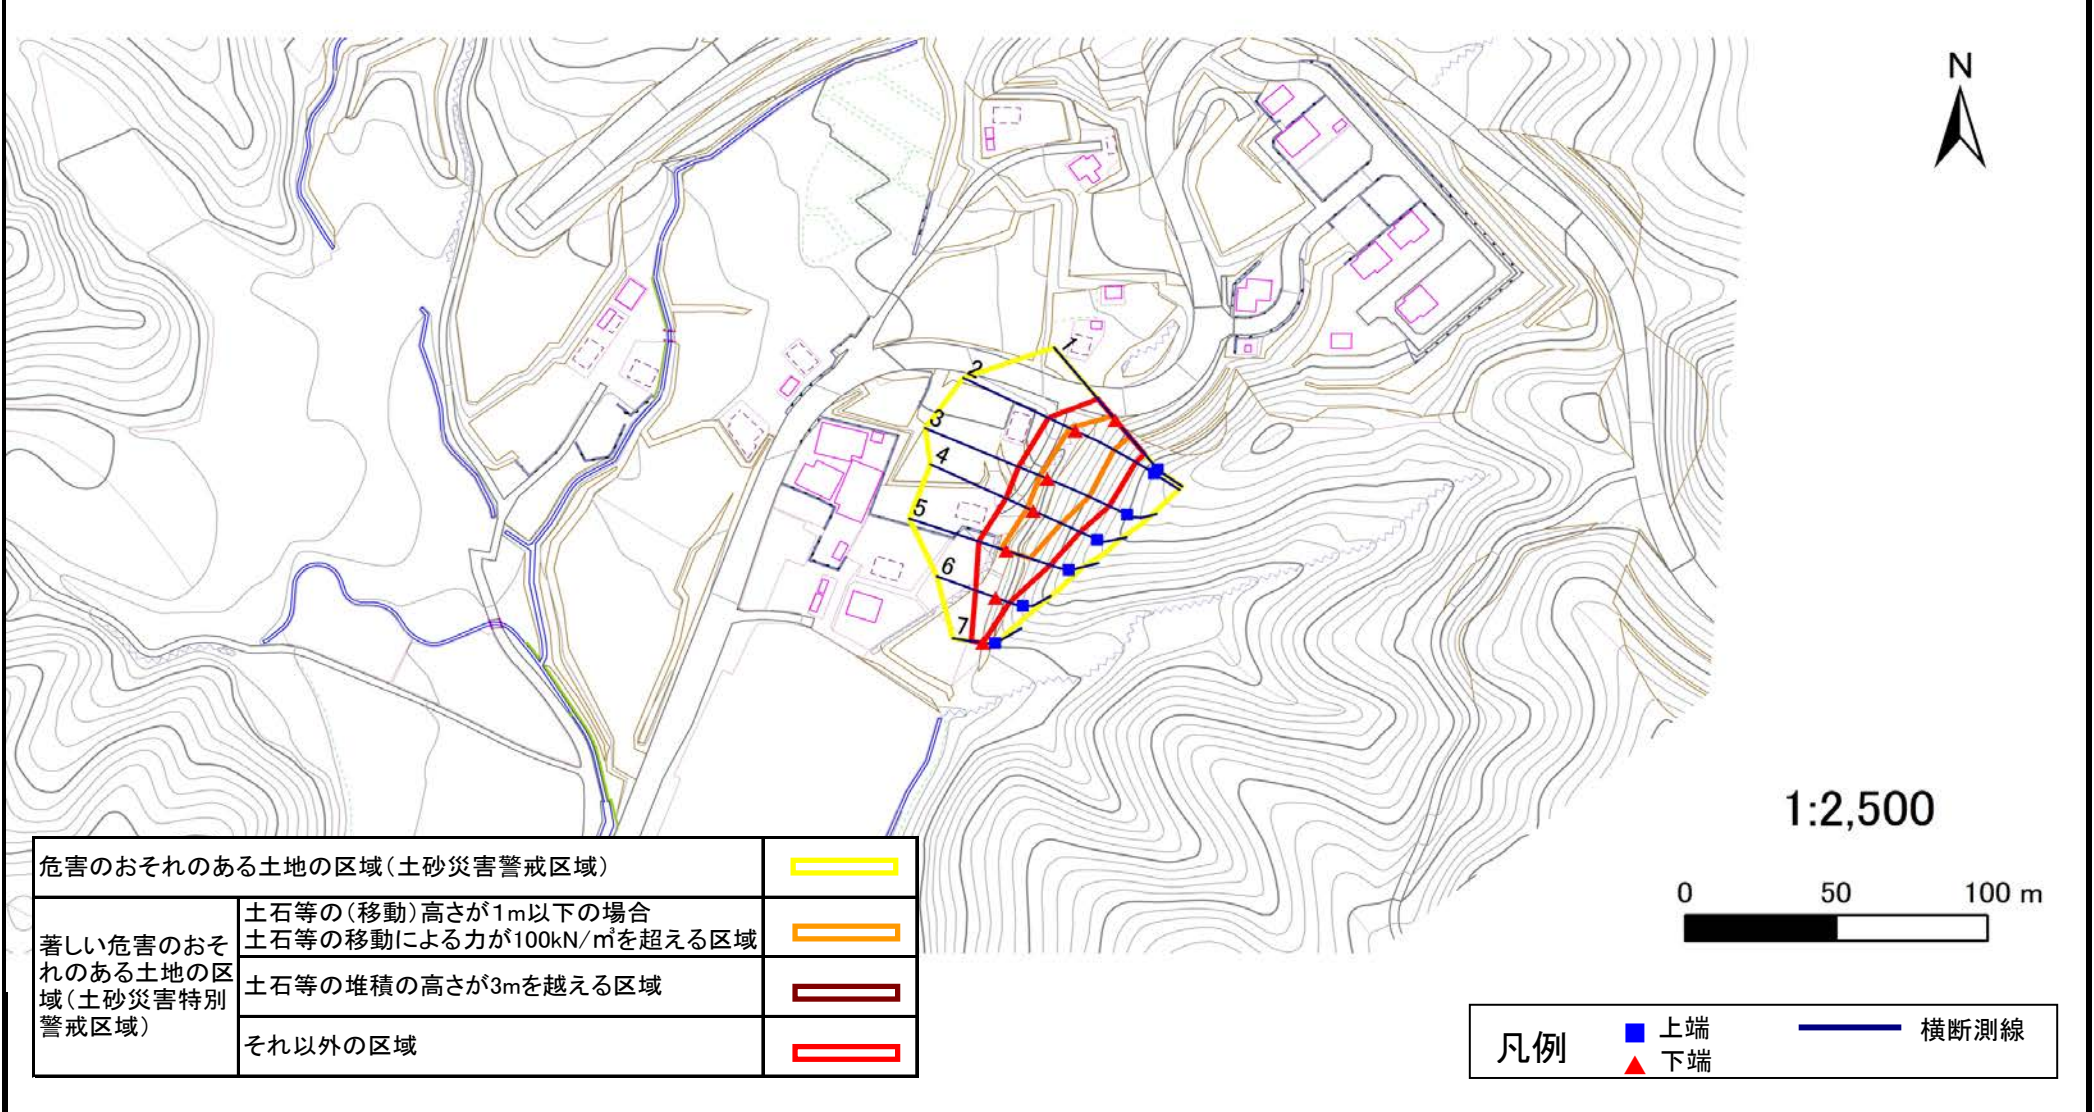 N
1
2
3
4
5
6
7
1:2,500
0 50 100 m
危害のおそれのある土地の区域(土砂災害警戒区域)
著しい危害のおそ
れのある土地の区
域(土砂災害特別
警戒区域)
土石等の(移動)高さが1m以下の場合
土石等の移動による力が100kN/㎡を超える区域
土石等の堆積の高さが3mを越える区域
それ以外の区域
凡例
上端
下端
横断測線